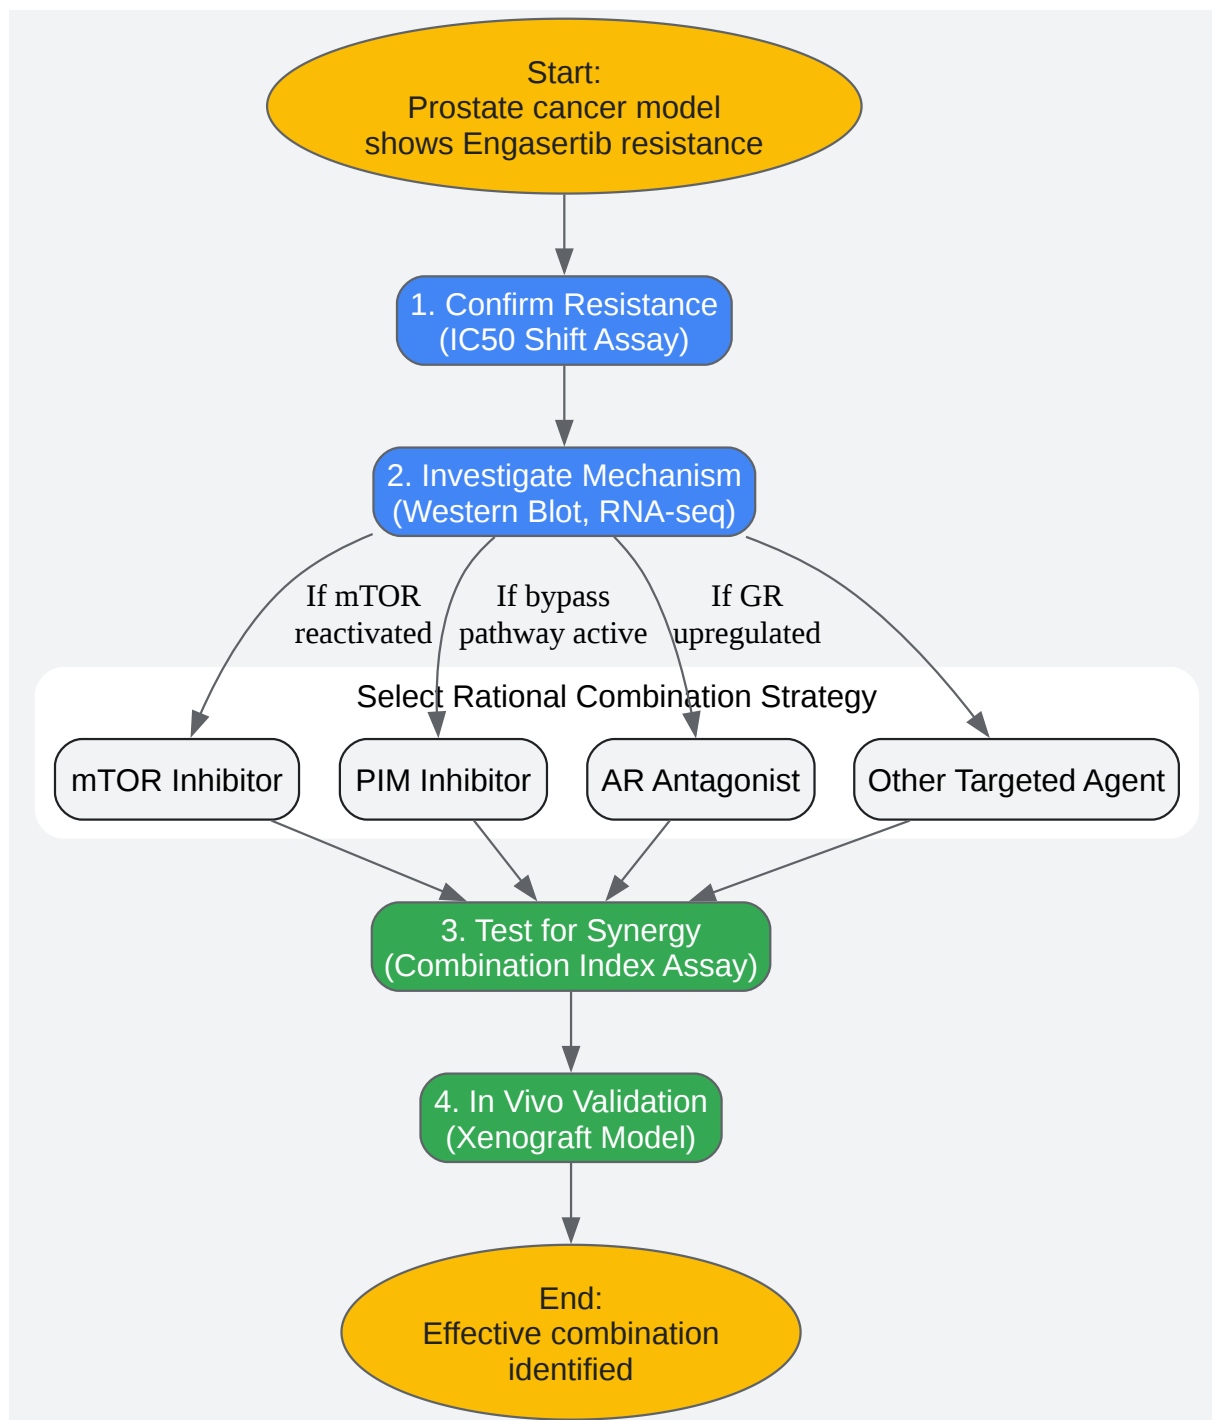 Start:
Prostate cancer model
shows Engasertib resistance
1. Confirm Resistance
(IC50 Shift Assay)
2. Investigate Mechanism
(Western Blot, RNA-seq)
If mTOR
reactivated
If bypass
pathway active
If GR
upregulated
Select Rational Combination Strategy
mTOR Inhibitor
PIM Inhibitor
AR Antagonist
Other Targeted Agent
3. Test for Synergy
(Combination Index Assay)
4. In Vivo Validation
(Xenograft Model)
End:
Effective combination
identified